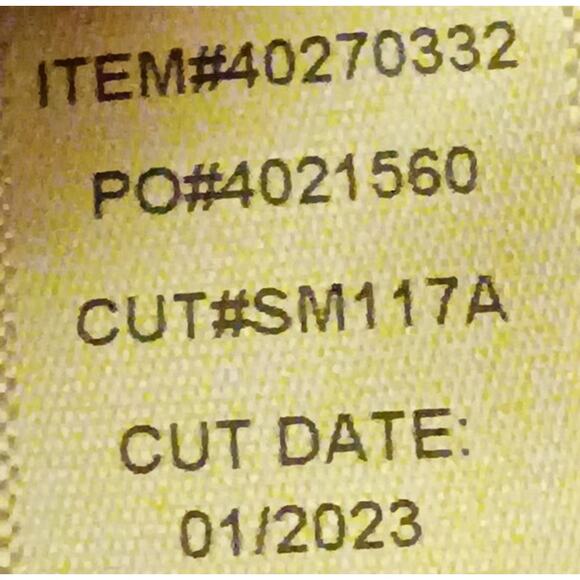 ITEM#40270332
PO#4021560
CUT#SM117A
CUT DATE:
01/2023